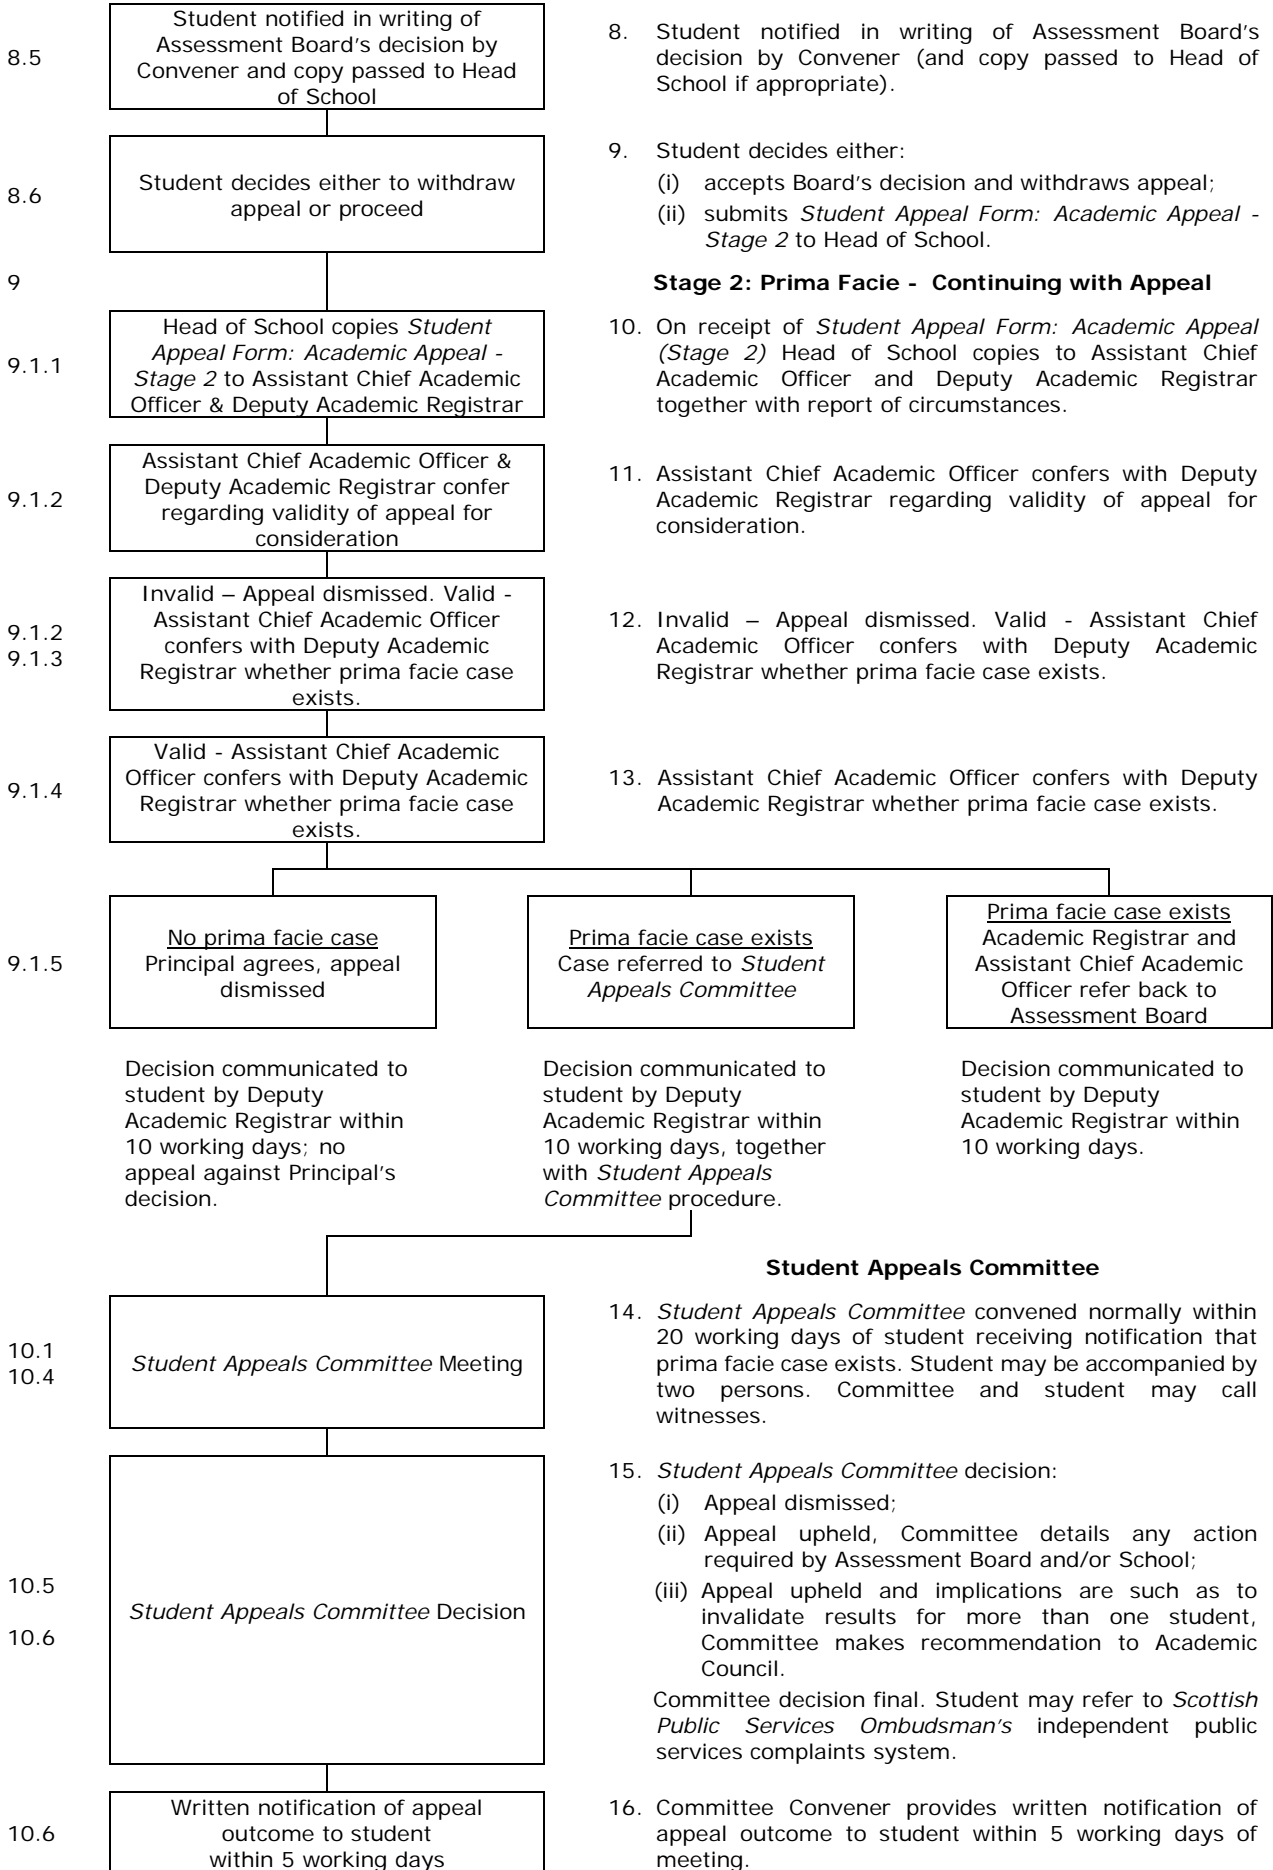 8.5
Student notified in writing of
Assessment Board's decision by
Convener and copy passed to Head
of School
8. Student notified in writing of Assessment Board's
decision by Convener (and copy passed to Head of
School if appropriate).
8.6
Student decides either to withdraw
appeal or proceed
9. Student decides either:
(i) accepts Board's decision and withdraws appeal;
(ii) submits Student Appeal Form: Academic Appeal -
Stage 2 to Head of School.
9
Stage 2: Prima Facie - Continuing with Appeal
9.1.1
Head of School copies Student
Appeal Form: Academic Appeal -
Stage 2 to Assistant Chief Academic
Officer & Deputy Academic Registrar
10. On receipt of Student Appeal Form: Academic Appeal
(Stage 2) Head of School copies to Assistant Chief
Academic Officer and Deputy Academic Registrar
together with report of circumstances.
9.1.2
Assistant Chief Academic Officer &
Deputy Academic Registrar confer
regarding validity of appeal for
consideration
11. Assistant Chief Academic Officer confers with Deputy
Academic Registrar regarding validity of appeal for
consideration.
9.1.2
9.1.3
Invalid – Appeal dismissed. Valid -
Assistant Chief Academic Officer
confers with Deputy Academic
Registrar whether prima facie case
exists.
12. Invalid – Appeal dismissed. Valid - Assistant Chief
Academic Officer confers with Deputy Academic
Registrar whether prima facie case exists.
9.1.4
Valid - Assistant Chief Academic
Officer confers with Deputy Academic
Registrar whether prima facie case
exists.
13. Assistant Chief Academic Officer confers with Deputy
Academic Registrar whether prima facie case exists.
9.1.5
No prima facie case
Principal agrees, appeal
dismissed
Prima facie case exists
Case referred to Student
Appeals Committee
Prima facie case exists
Academic Registrar and
Assistant Chief Academic
Officer refer back to
Assessment Board
Decision communicated to
student by Deputy
Academic Registrar within
10 working days; no
appeal against Principal's
decision.
Decision communicated to
student by Deputy
Academic Registrar within
10 working days, together
with Student Appeals
Committee procedure.
Decision communicated to
student by Deputy
Academic Registrar within
10 working days.
Student Appeals Committee
10.1
10.4
Student Appeals Committee Meeting
14. Student Appeals Committee convened normally within
20 working days of student receiving notification that
prima facie case exists. Student may be accompanied by
two persons. Committee and student may call
witnesses.
10.5
10.6
Student Appeals Committee Decision
15. Student Appeals Committee decision:
(i) Appeal dismissed;
(ii) Appeal upheld, Committee details any action
required by Assessment Board and/or School;
(iii) Appeal upheld and implications are such as to
invalidate results for more than one student,
Committee makes recommendation to Academic
Council.
Committee decision final. Student may refer to Scottish
Public Services Ombudsman's independent public
services complaints system.
10.6
Written notification of appeal
outcome to student
within 5 working days
16. Committee Convener provides written notification of
appeal outcome to student within 5 working days of
meeting.